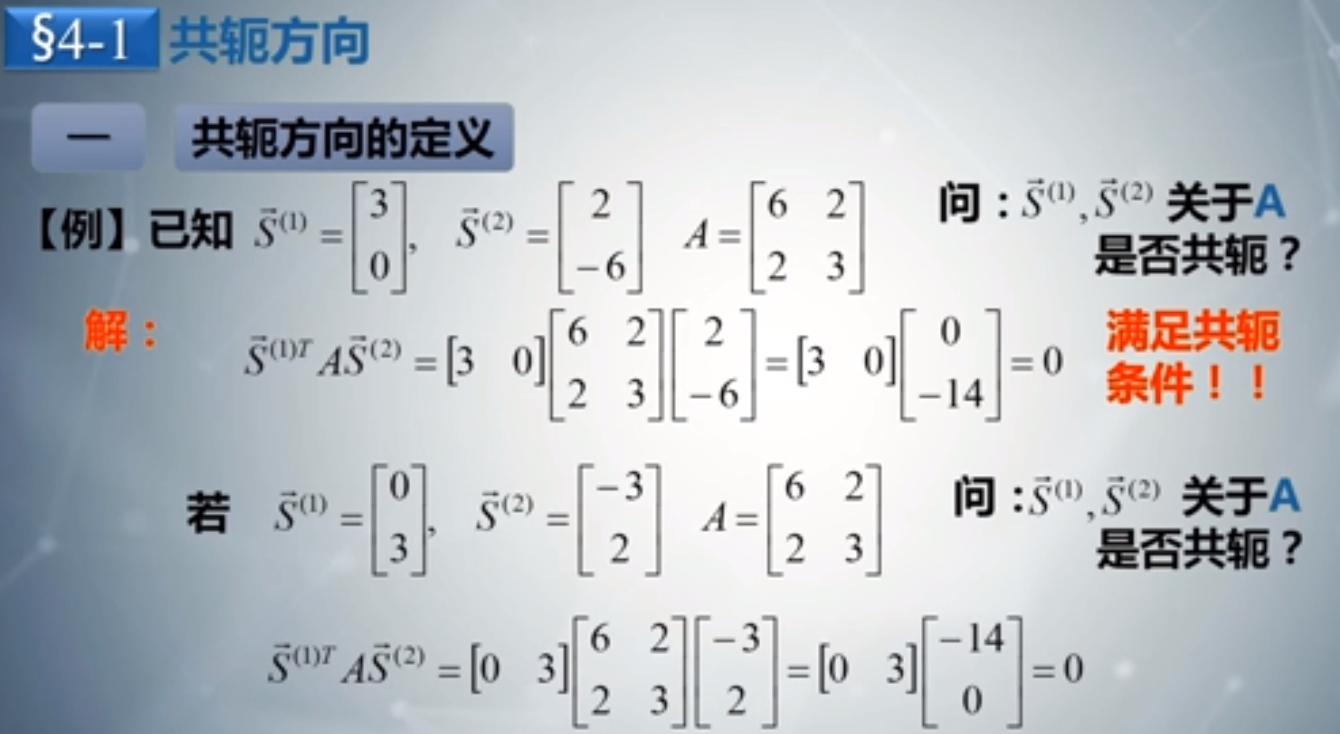 §4-1 共轭方向
一 共轭方向的定义
【例】已知 $\vec{S}^{(1)} = \begin{bmatrix} 3 \\ 0 \end{bmatrix}, \vec{S}^{(2)} = \begin{bmatrix} 2 \\ -6 \end{bmatrix} A = \begin{bmatrix} 6 & 2 \\ 2 & 3 \end{bmatrix}$ 问：$\vec{S}^{(1)}, \vec{S}^{(2)}$ 关于A
是否共轭？
解： $\vec{S}^{(1)T} A \vec{S}^{(2)} = [3 \quad 0] \begin{bmatrix} 6 & 2 \\ 2 & 3 \end{bmatrix} \begin{bmatrix} 2 \\ -6 \end{bmatrix} = [3 \quad 0] \begin{bmatrix} 0 \\ -14 \end{bmatrix} = 0$ 满足共轭
条件！！
若 $\vec{S}^{(1)} = \begin{bmatrix} 0 \\ 3 \end{bmatrix}, \vec{S}^{(2)} = \begin{bmatrix} -3 \\ 2 \end{bmatrix} A = \begin{bmatrix} 6 & 2 \\ 2 & 3 \end{bmatrix}$ 问：$\vec{S}^{(1)}, \vec{S}^{(2)}$ 关于A
是否共轭？
$\vec{S}^{(1)T} A \vec{S}^{(2)} = [0 \quad 3] \begin{bmatrix} 6 & 2 \\ 2 & 3 \end{bmatrix} \begin{bmatrix} -3 \\ 2 \end{bmatrix} = [0 \quad 3] \begin{bmatrix} -14 \\ 0 \end{bmatrix} = 0$